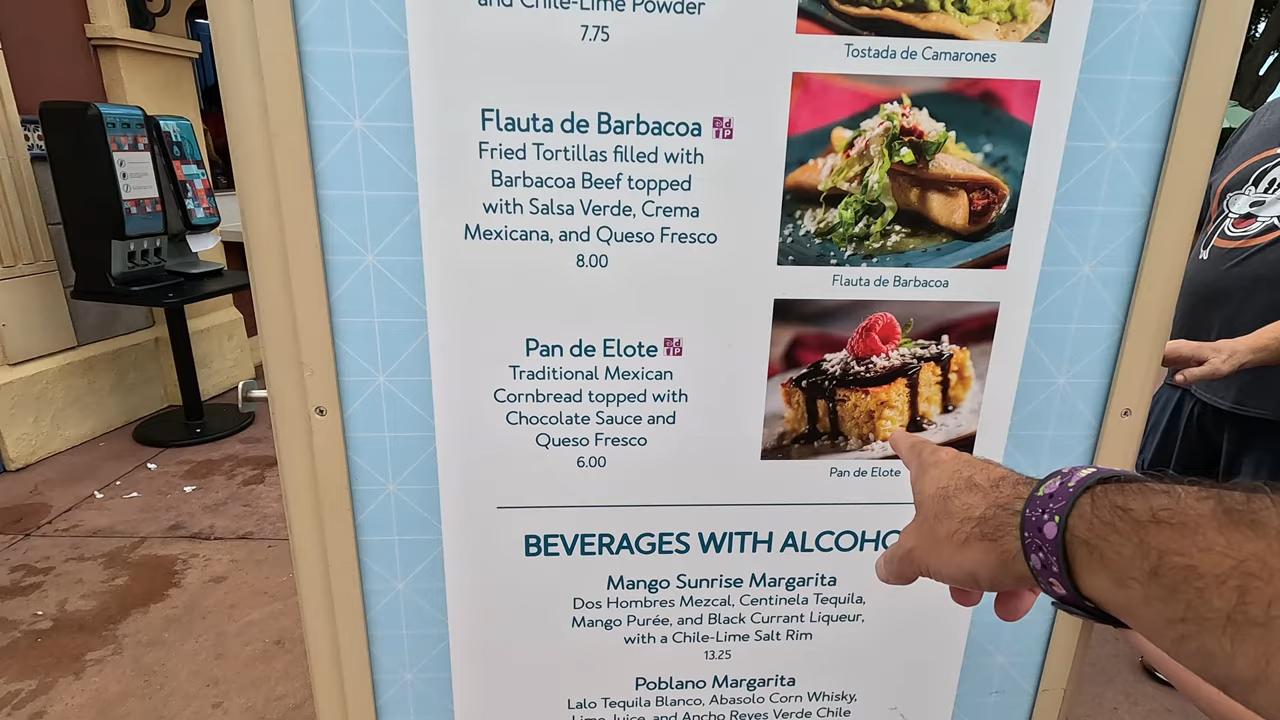 and Chile-Lime Powder
7.75
Tostada de Camarones
Flauta de Barbacoa
Fried Tortillas filled with
Barbacoa Beef topped
with Salsa Verde, Crema
Mexicana, and Queso Fresco
8.00
Flauta de Barbacoa
Pan de Elote
Traditional Mexican
Cornbread topped with
Chocolate Sauce and
Queso Fresco
6.00
Pan de Elote
BEVERAGES WITH ALCOHO
Mango Sunrise Margarita
Dos Hombres Mezcal, Centinela Tequila,
Mango Purée, and Black Currant Liqueur,
with a Chile-Lime Salt Rim
13.25
Poblano Margarita
Lalo Tequila Blanco, Abasolo Corn Whisky,
Lime Juice, and Ancho Reyes Verde Chile